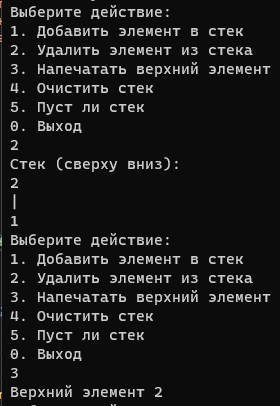 Выберите действие:
1. Добавить элемент в стек
2. Удалить элемент из стека
3. Напечатать верхний элемент
4. Очистить стек
5. Пуст ли стек
0. Выход
2
Стек (сверху вниз):
2
|
1
Выберите действие:
1. Добавить элемент в стек
2. Удалить элемент из стека
3. Напечатать верхний элемент
4. Очистить стек
5. Пуст ли стек
0. Выход
3
Верхний элемент 2